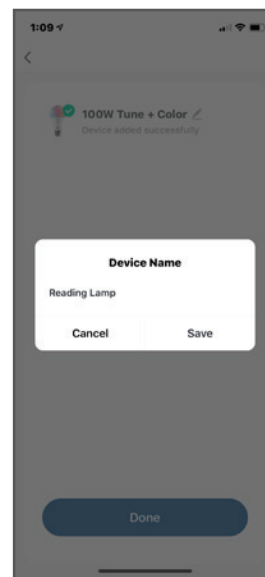 1:09
100W Tune + Color
Device added successfully
Device Name
Reading Lamp
Cancel Save
Done